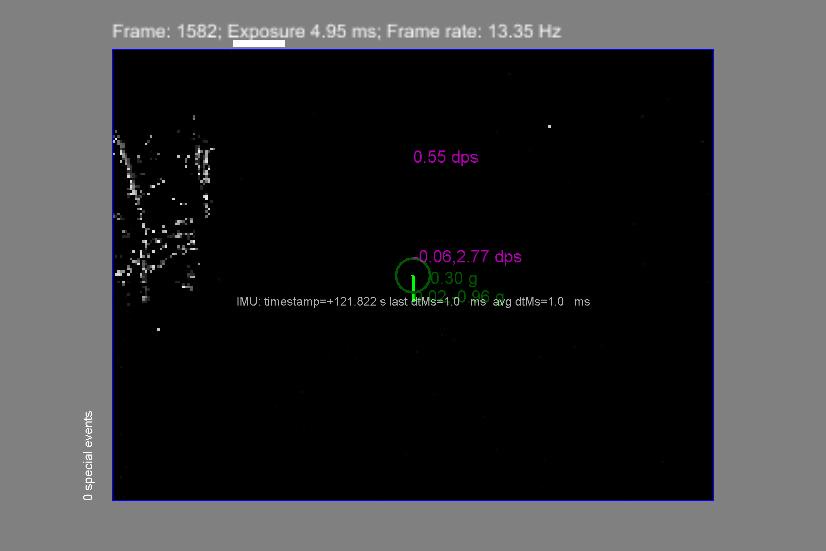 Frame: 1582; Exposure 4.95 ms; Frame rate: 13.35 Hz
0.55 dps
-0.06,2.77 dps
0.30 g
0.96 g
IMU: timestamp=+121.822 s last dtMs=1.0 ms avg dtMs=1.0 ms
0 special events